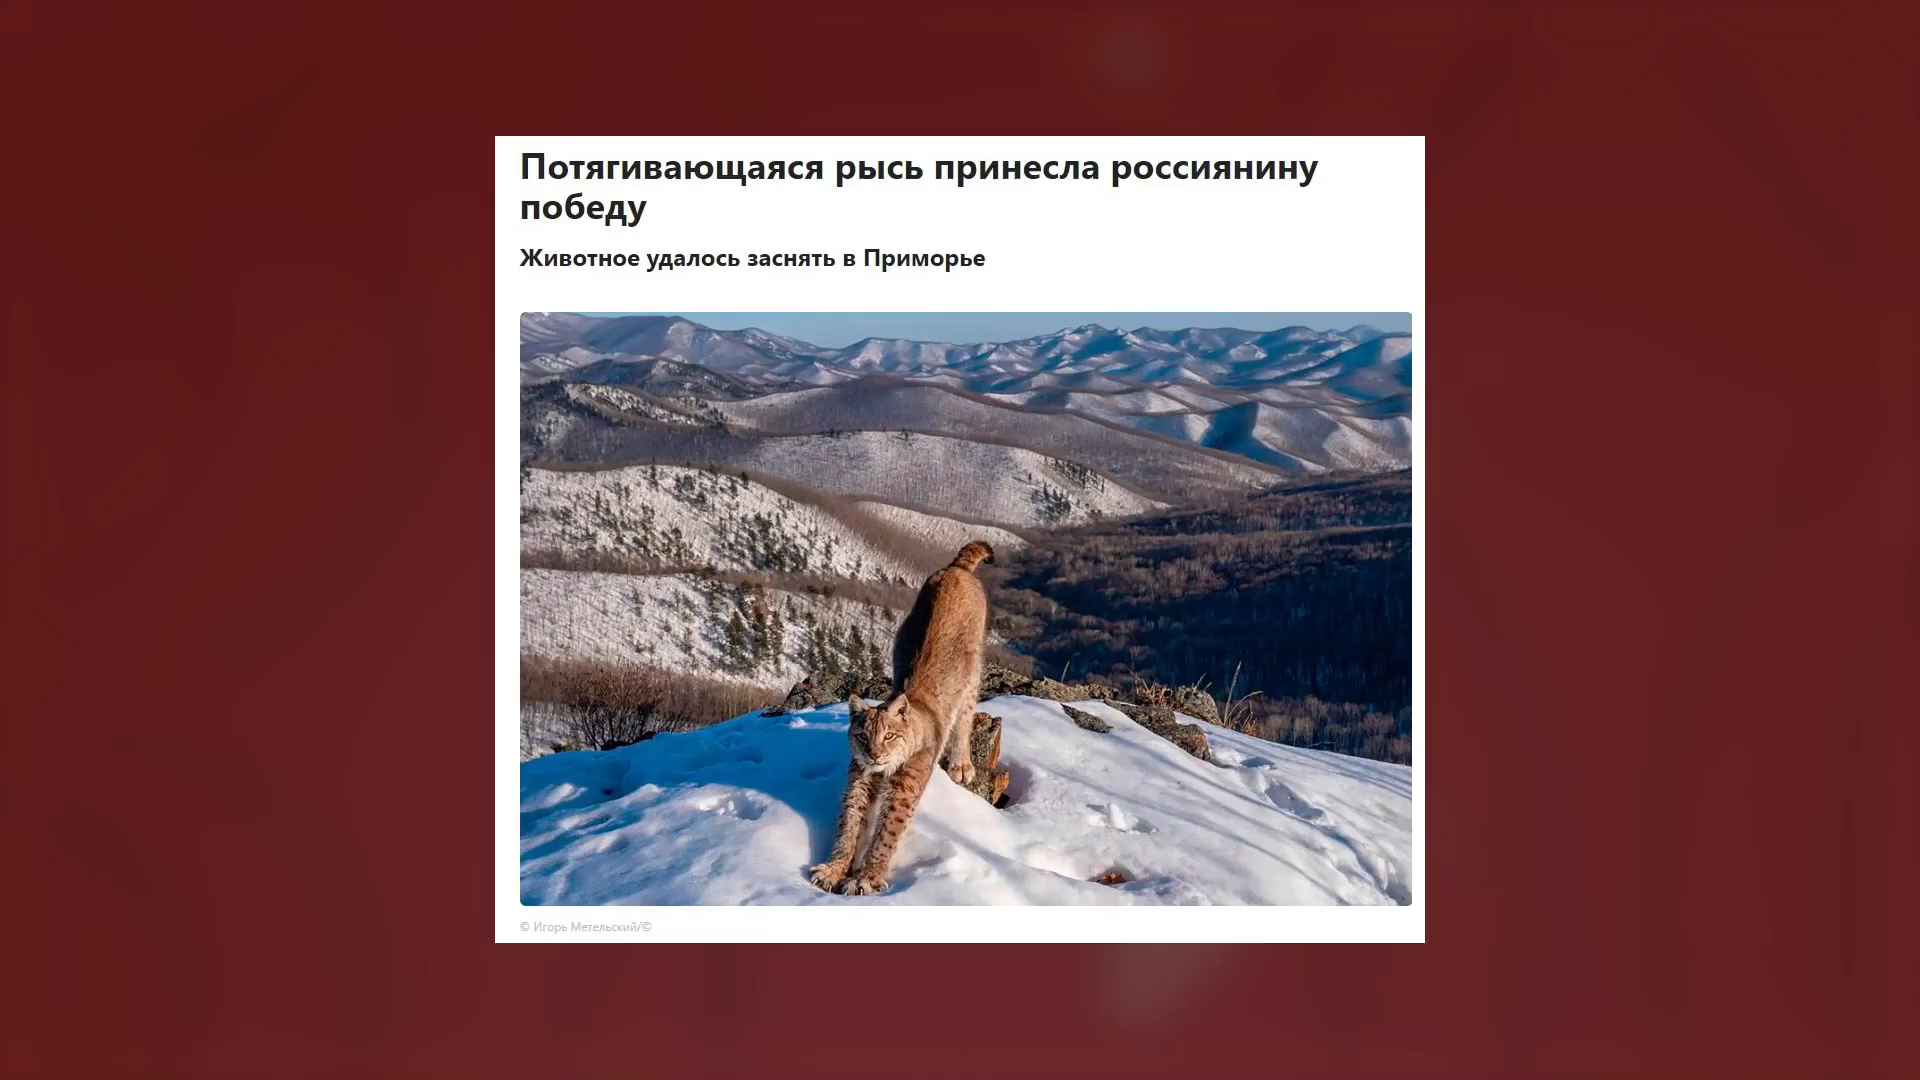 Потягивающаяся рысь принесла россиянину
победу
Животное удалось заснять в Приморье
© Игорь Метельский/©